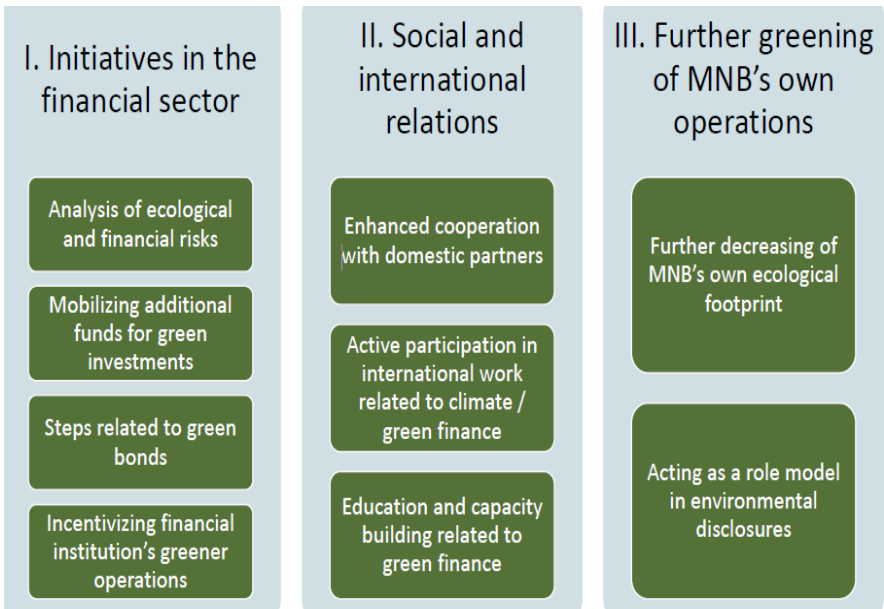 I. Initiatives in the
financial sector
Analysis of ecological
and financial risks
Mobilizing additional
funds for green
investments
Steps related to green
bonds
Incentivizing financial
institution's greener
operations
II. Social and
international
relations
Enhanced cooperation
with domestic partners
Active participation in
international work
related to climate /
green finance
Education and capacity
building related to
green finance
III. Further greening
of MNB's own
operations
Further decreasing of
MNB's own ecological
footprint
Acting as a role model
in environmental
disclosures